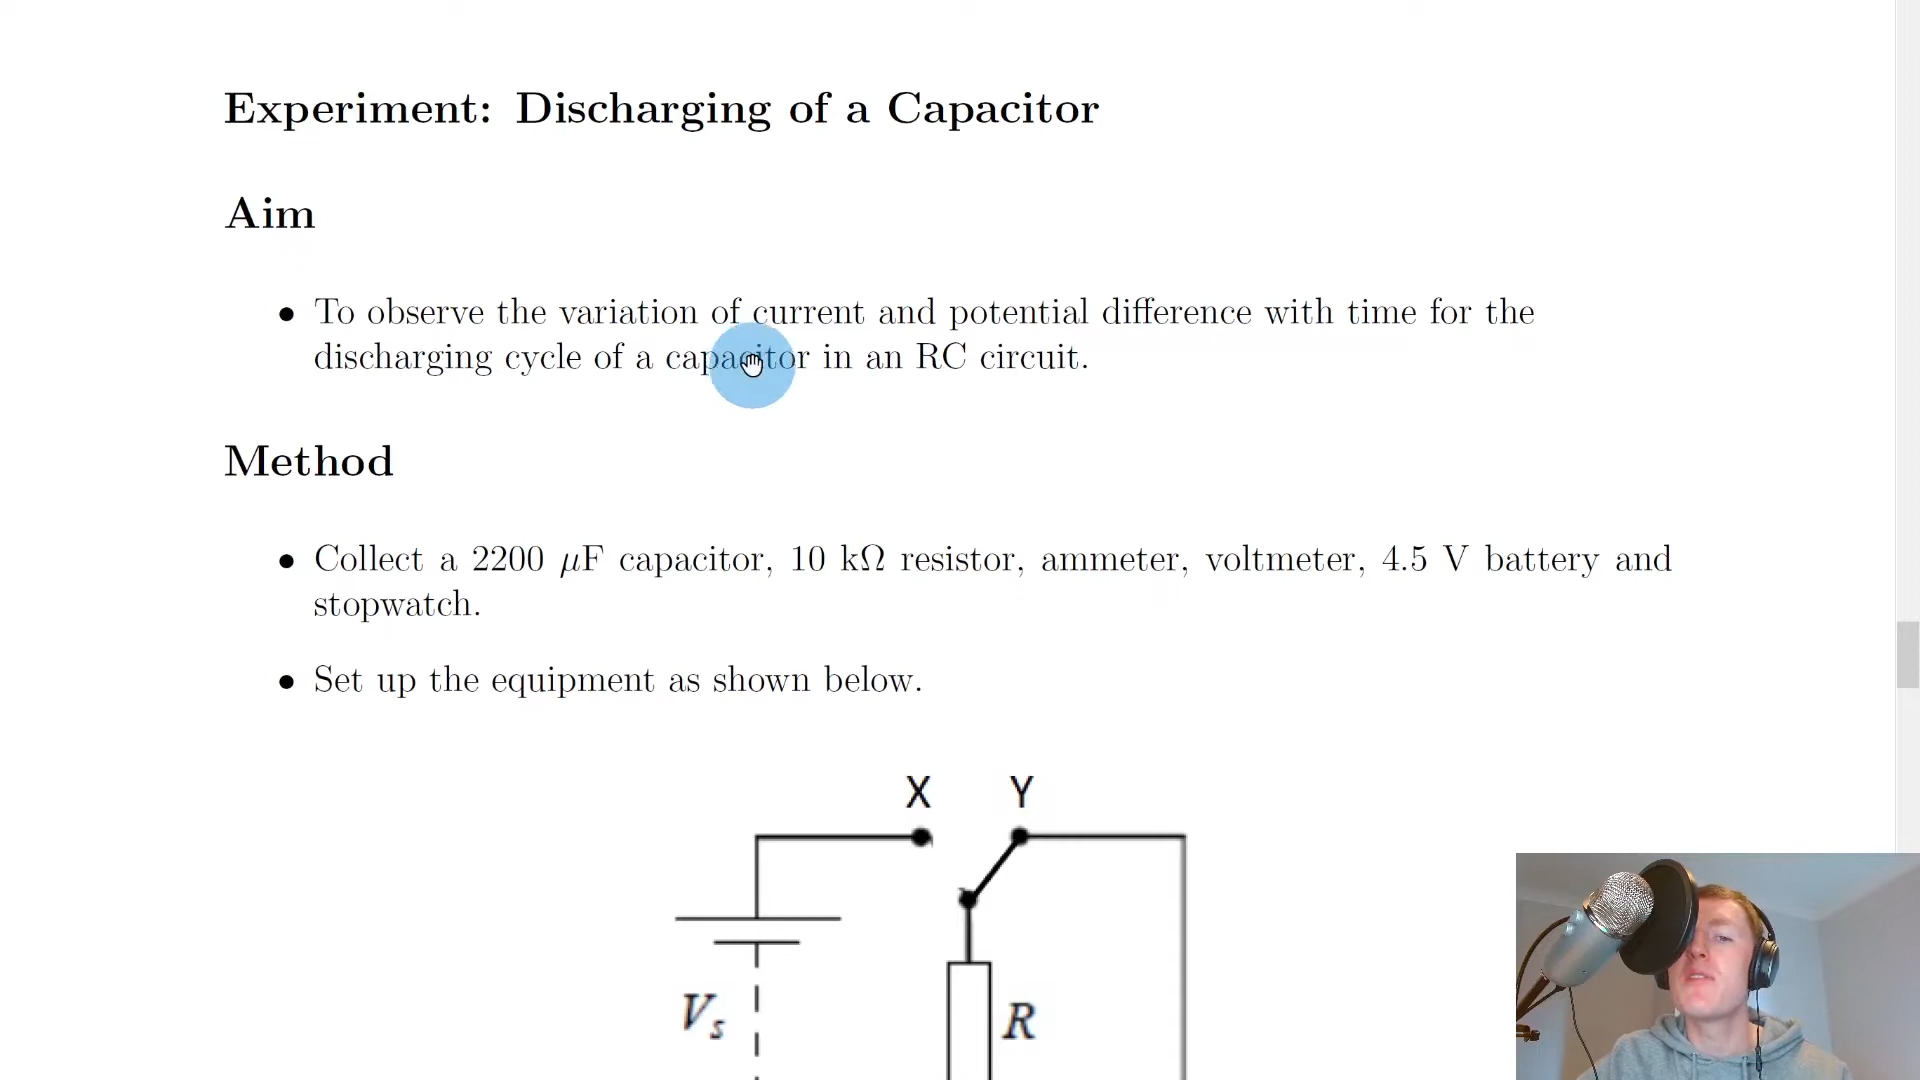 Experiment: Discharging of a Capacitor
Aim
• To observe the variation of current and potential difference with time for the
discharging cycle of a capacitor in an RC circuit.
Method
• Collect a 2200 μF capacitor, 10 kΩ resistor, ammeter, voltmeter, 4.5 V battery and
stopwatch.
• Set up the equipment as shown below.
X Y
Vₛ R